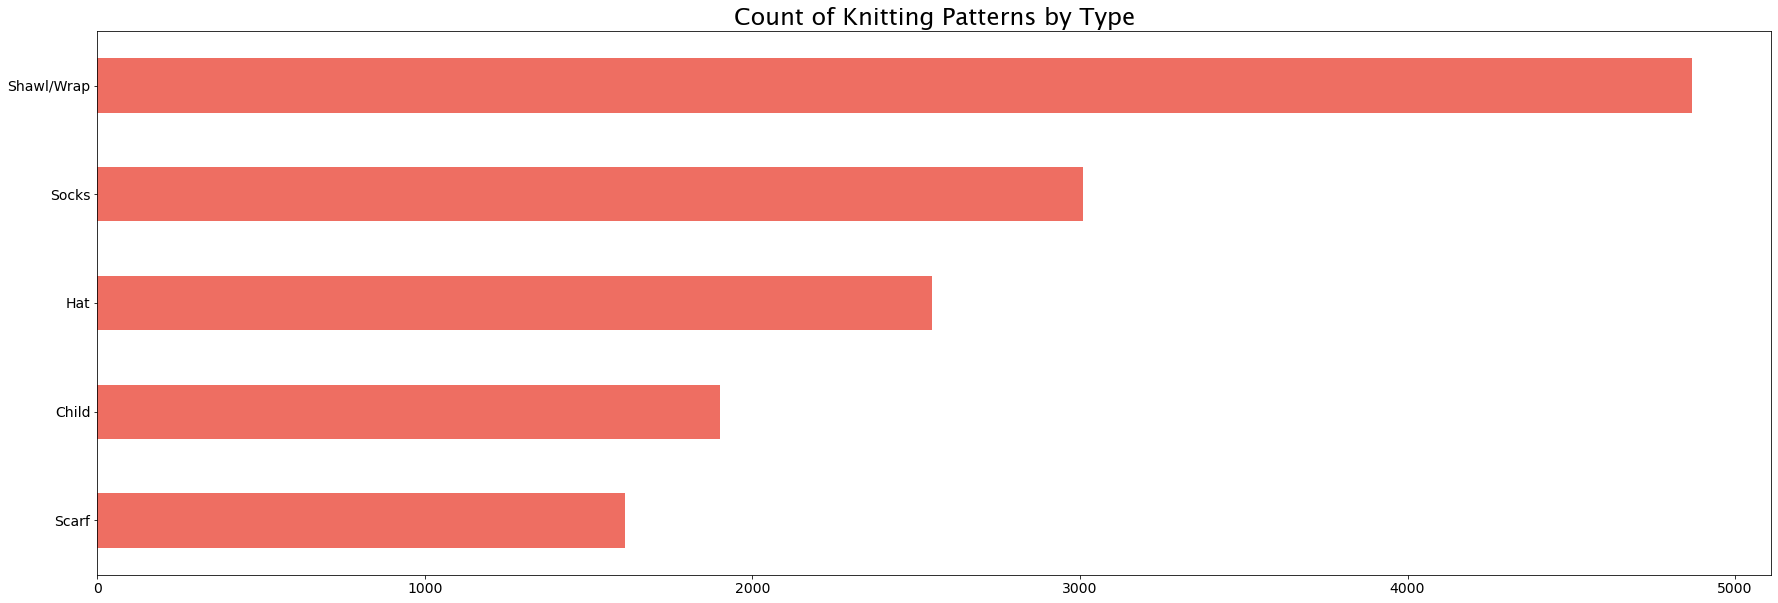 Count of Knitting Patterns by Type
Shawl/Wrap
Socks
Hat
Child
Scarf
0 1000 2000 3000 4000 5000